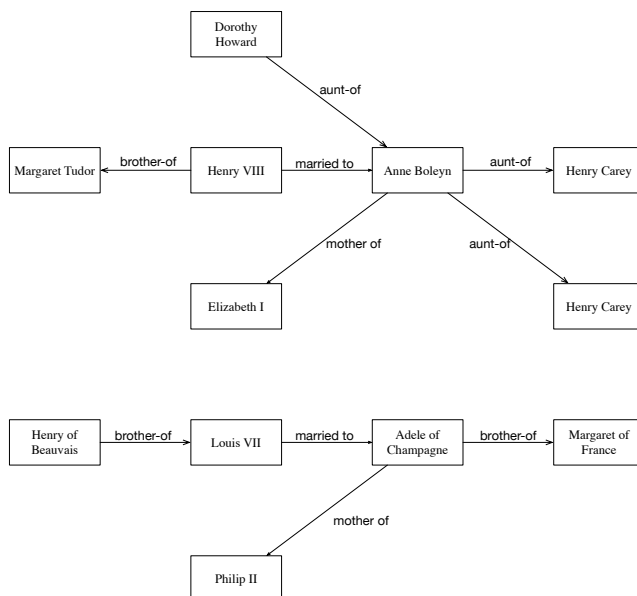 Dorothy
Howard
aunt-of
Margaret Tudor
brother-of
Henry VIII
married to
Anne Boleyn
aunt-of
Henry Carey
mother of
aunt-of
Elizabeth I
Henry Carey
Henry of
Beauvais
brother-of
Louis VII
married to
Adele of
Champagne
brother-of
Margaret of
France
mother of
Philip II